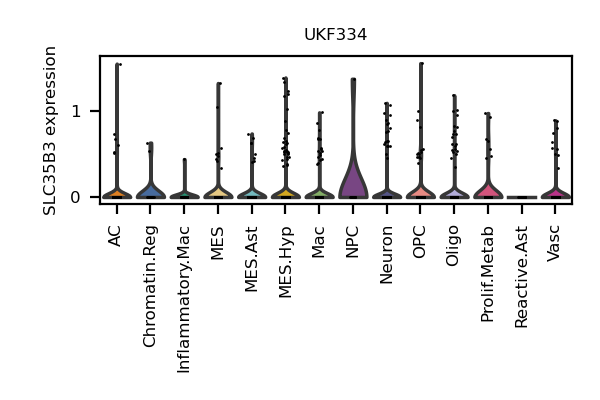 UKF334
SLC35B3 expression
1
0
AC
Chromatin.Reg
Inflammatory.Mac
MES
MES.Ast
MES.Hyp
Mac
NPC
Neuron
OPC
Oligo
Prolif.Metab
Reactive.Ast
Vasc